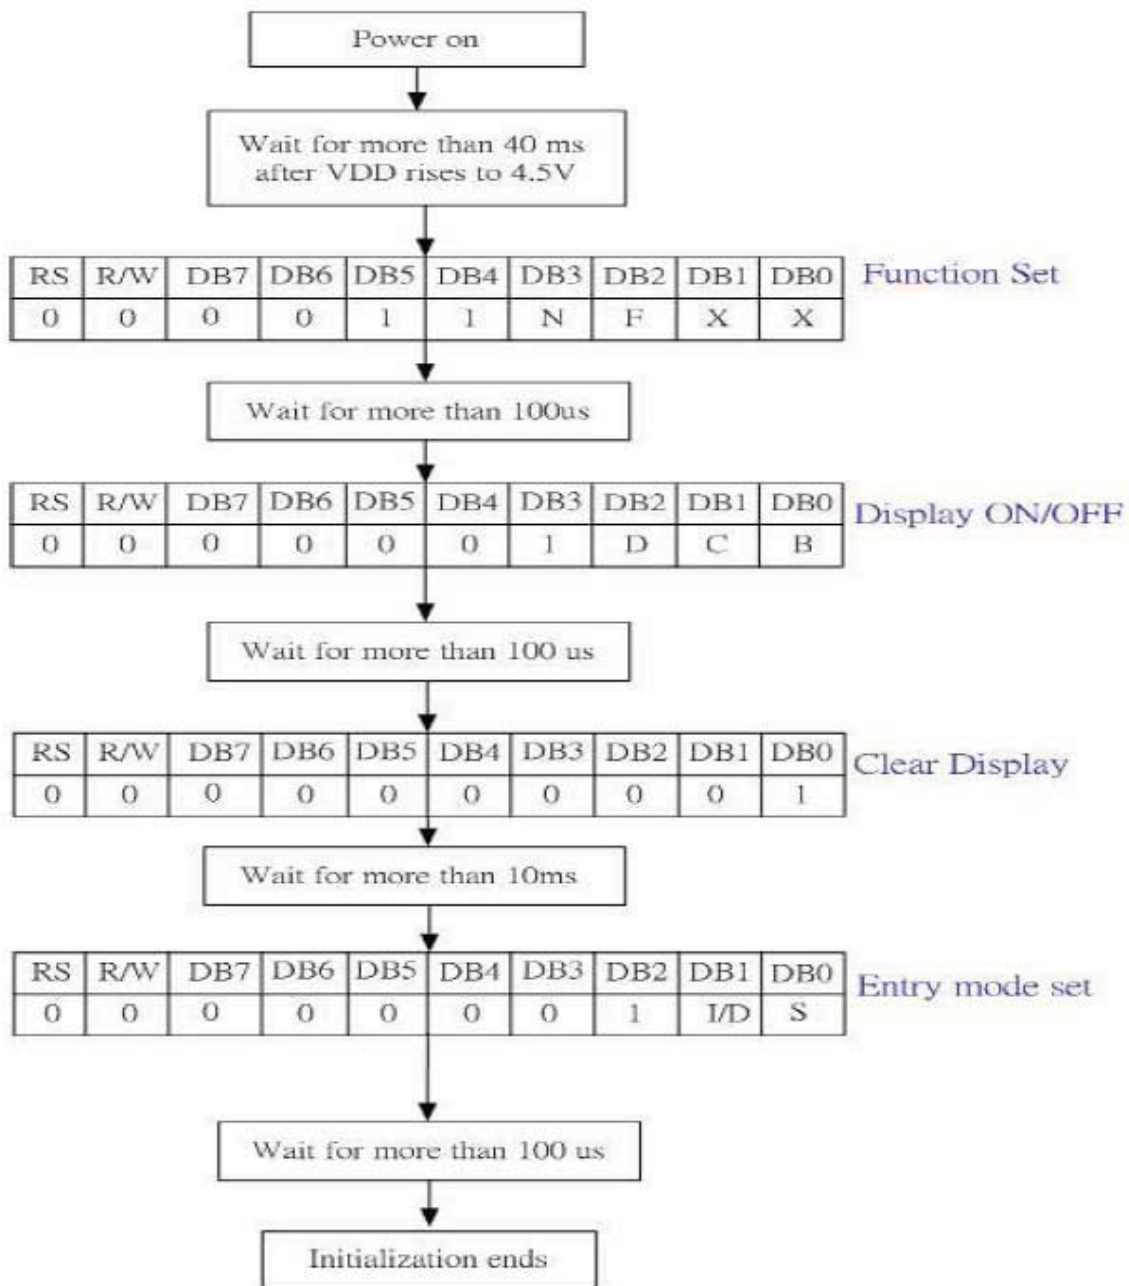 Power on
Wait for more than 40 ms
after VDD rises to 4.5V
RS R/W DB7 DB6 DB5 DB4 DB3 DB2 DB1 DB0 Function Set
0 0 0 0 1 1 N F X X
Wait for more than 100us
RS R/W DB7 DB6 DB5 DB4 DB3 DB2 DB1 DB0 Display ON/OFF
0 0 0 0 0 0 1 D C B
Wait for more than 100 us
RS R/W DB7 DB6 DB5 DB4 DB3 DB2 DB1 DB0 Clear Display
0 0 0 0 0 0 0 0 0 1
Wait for more than 10ms
RS R/W DB7 DB6 DB5 DB4 DB3 DB2 DB1 DB0 Entry mode set
0 0 0 0 0 0 0 1 I/D S
Wait for more than 100 us
Initialization ends